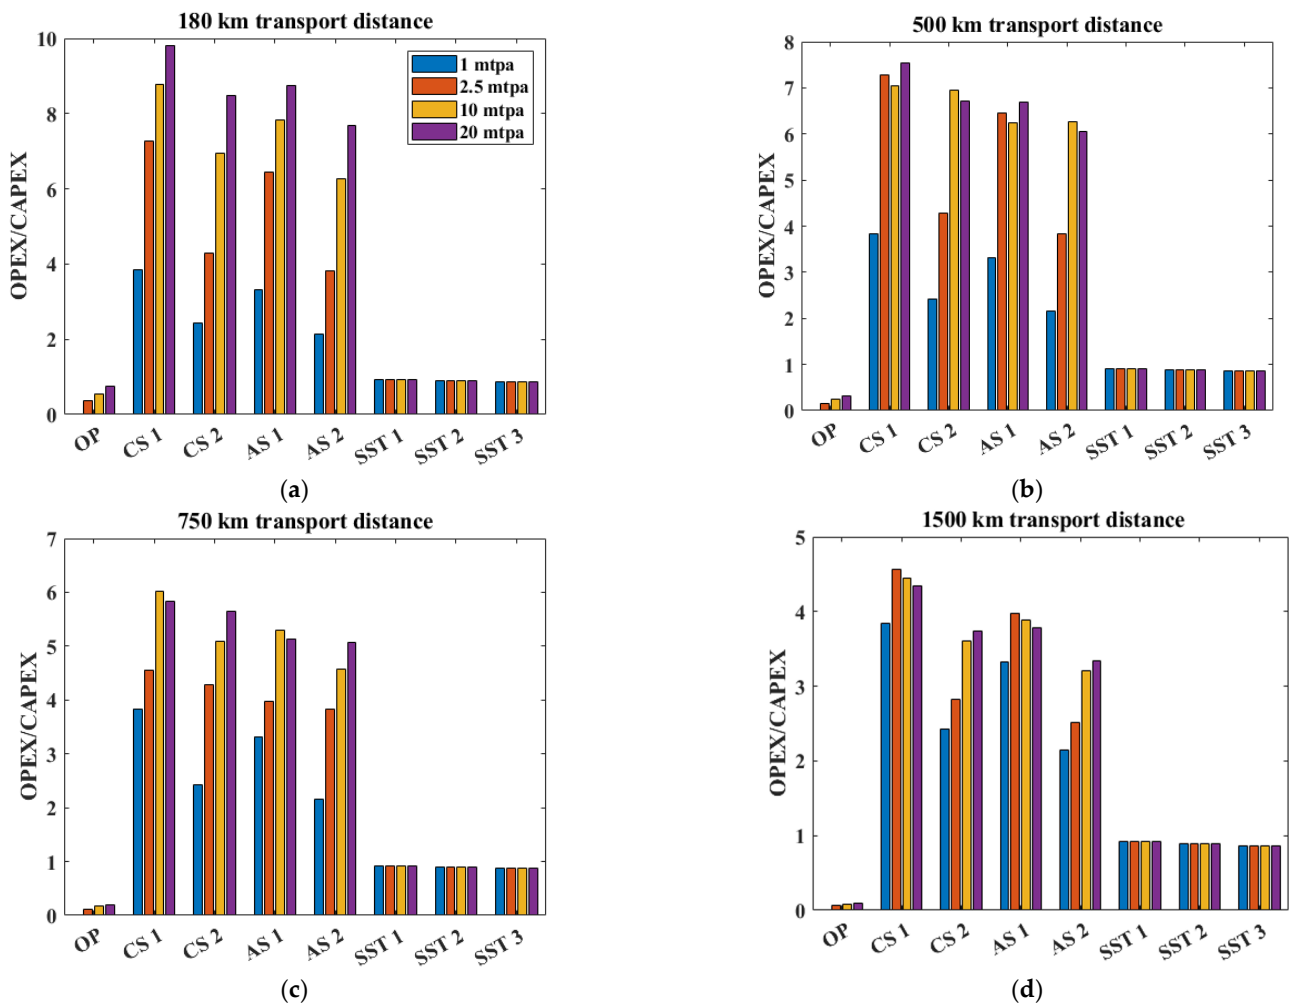 180 km transport distance
OPEX/CAPEX
10
8
6
4
2
0
1 mtpa
2.5 mtpa
10 mtpa
20 mtpa
OP CS 1 CS 2 AS 1 AS 2 SST 1 SST 2 SST 3
(a)
500 km transport distance
OPEX/CAPEX
8
7
6
5
4
3
2
1
0
OP CS 1 CS 2 AS 1 AS 2 SST 1 SST 2 SST 3
(b)
750 km transport distance
OPEX/CAPEX
7
6
5
4
3
2
1
0
OP CS 1 CS 2 AS 1 AS 2 SST 1 SST 2 SST 3
(c)
1500 km transport distance
OPEX/CAPEX
5
4
3
2
1
0
OP CS 1 CS 2 AS 1 AS 2 SST 1 SST 2 SST 3
(d)